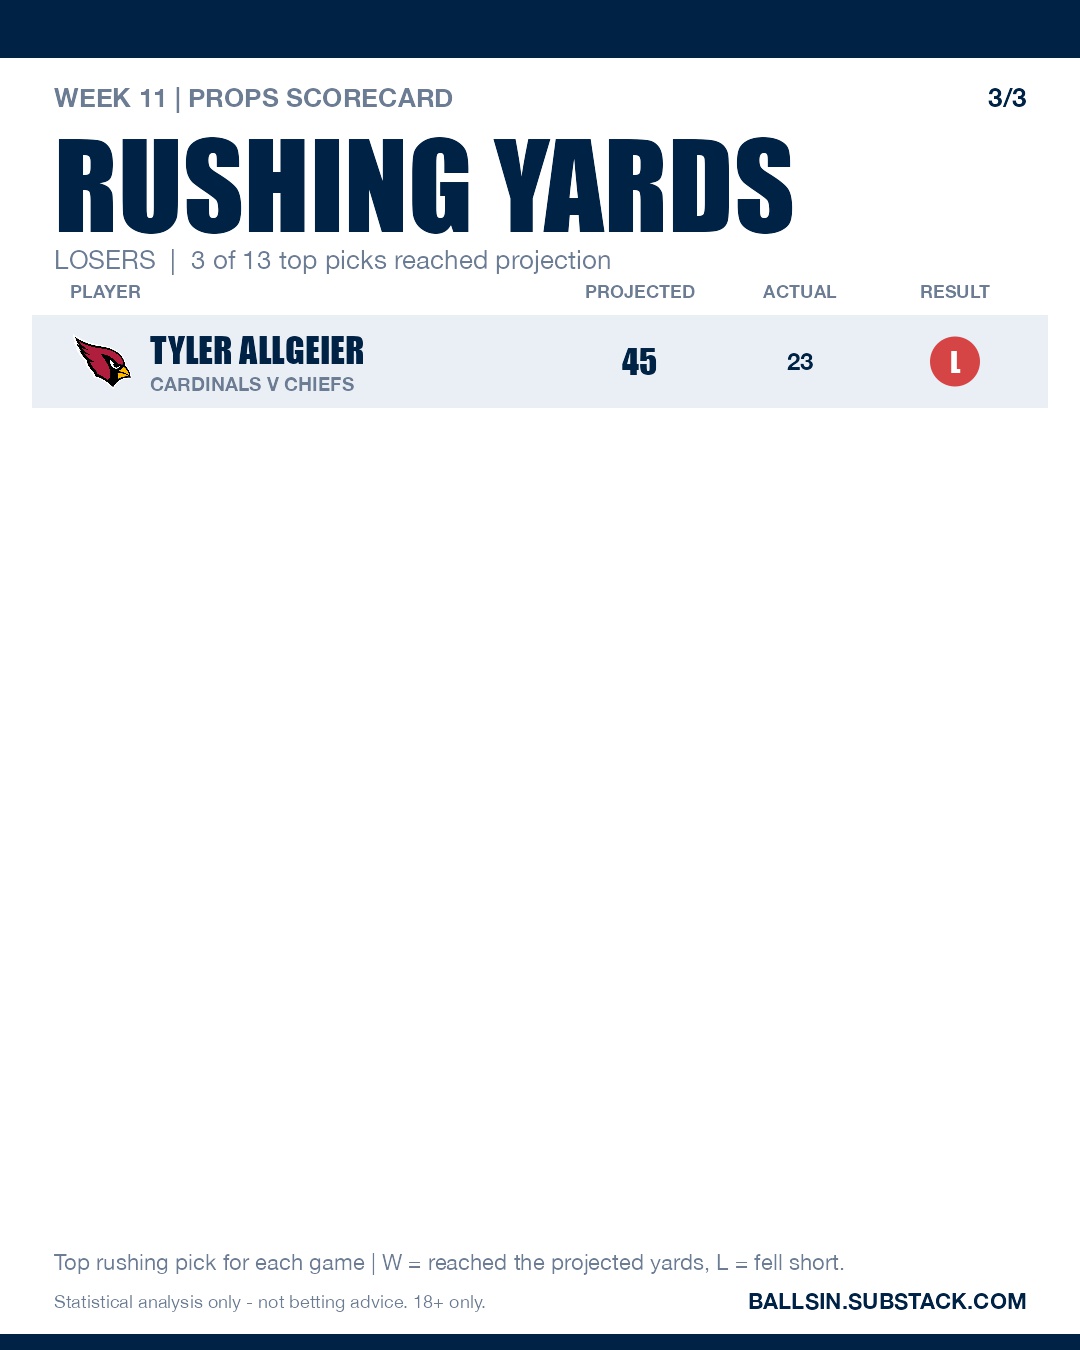 WEEK 11 | PROPS SCORECARD 3/3
RUSHING YARDS
LOSERS | 3 of 13 top picks reached projection
PLAYER PROJECTED ACTUAL RESULT
TYLER ALLGEIER 45 23 L
CARDINALS V CHIEFS
Top rushing pick for each game | W = reached the projected yards, L = fell short.
Statistical analysis only - not betting advice. 18+ only. BALLSIN.SUBSTACK.COM